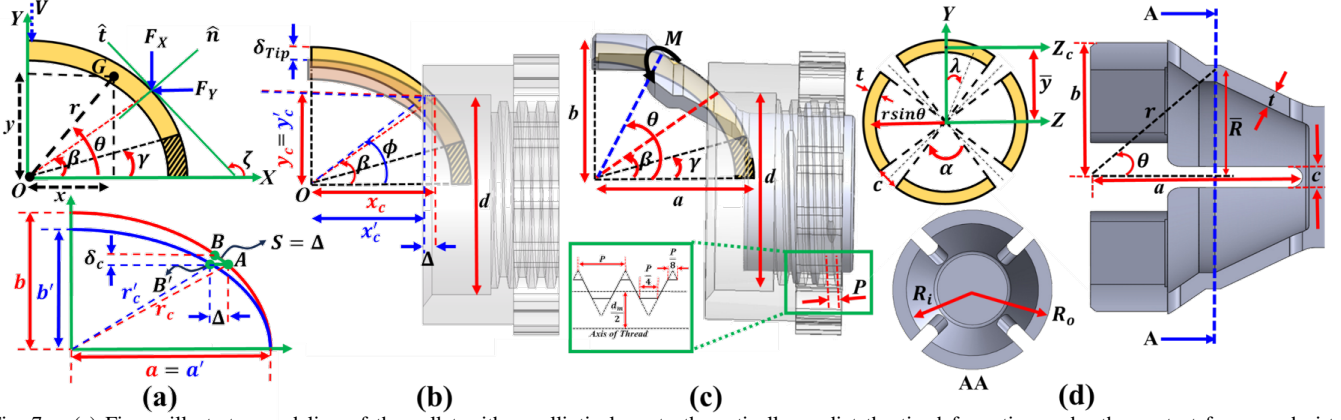 Y
V
t̂
F_X
n̂
G
F_Y
r
y
θ
β
γ
ζ
O
x
X
x
B
S = Δ
δ_c
A
B'
b
b'
r'_c
r_c
Δ
a = a'
(a)
δ_Tip
y_c = y'_c
ϕ
β
γ
d
O
x_c
x'_c
Δ
(b)
M
b
θ
β
γ
d
a
P
P/8
P/4
d_m/2
Axis of Thread
P
(c)
Y
Z_c
λ
t
ȳ
rsinθ
Z
α
c
R_i
R_o
AA
A
b
r
t
R̄
θ
a
c
A
(d)